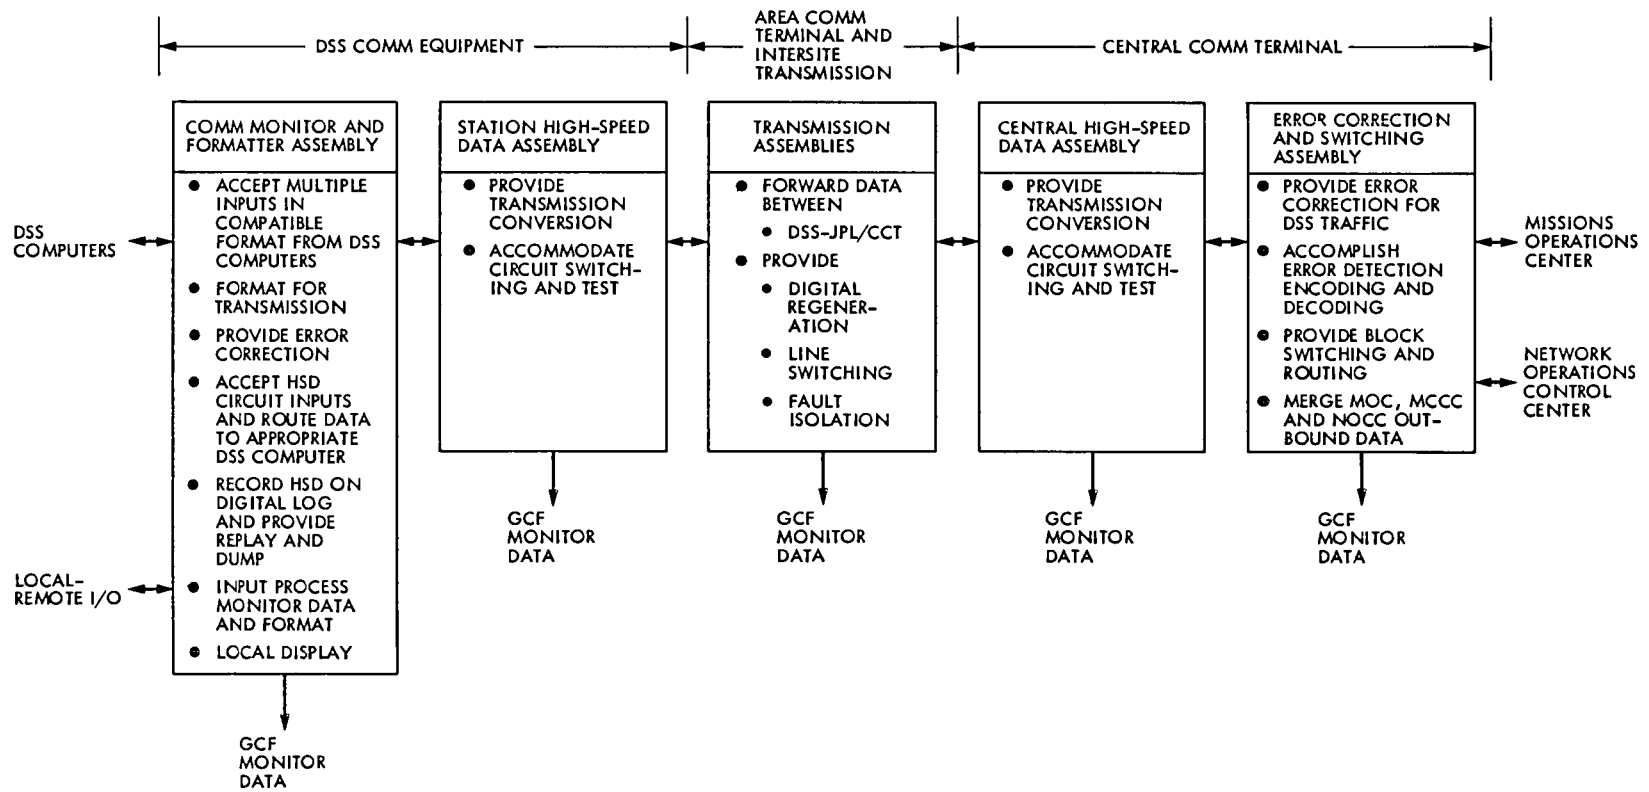 DSS COMM EQUIPMENT
AREA COMM
TERMINAL AND
INTERSITE
TRANSMISSION
CENTRAL COMM TERMINAL
DSS
COMPUTERS
LOCAL-
REMOTE I/O
COMM MONITOR AND
FORMATTER ASSEMBLY
● ACCEPT MULTIPLE
INPUTS IN
COMPATIBLE
FORMAT FROM DSS
COMPUTERS
● FORMAT FOR
TRANSMISSION
● PROVIDE ERROR
CORRECTION
● ACCEPT HSD
CIRCUIT INPUTS
AND ROUTE DATA
TO APPROPRIATE
DSS COMPUTER
● RECORD HSD ON
DIGITAL LOG
AND PROVIDE
REPLAY AND
DUMP
● INPUT PROCESS
MONITOR DATA
AND FORMAT
● LOCAL DISPLAY
GCF
MONITOR
DATA
STATION HIGH-SPEED
DATA ASSEMBLY
● PROVIDE
TRANSMISSION
CONVERSION
● ACCOMMODATE
CIRCUIT SWITCH-
ING AND TEST
GCF
MONITOR
DATA
TRANSMISSION
ASSEMBLIES
● FORWARD DATA
BETWEEN
● DSS-JPL/CCT
● PROVIDE
● DIGITAL
REGENER-
ATION
● LINE
SWITCHING
● FAULT
ISOLATION
GCF
MONITOR
DATA
CENTRAL HIGH-SPEED
DATA ASSEMBLY
● PROVIDE
TRANSMISSION
CONVERSION
● ACCOMMODATE
CIRCUIT SWITCH-
ING AND TEST
GCF
MONITOR
DATA
ERROR CORRECTION
AND SWITCHING
ASSEMBLY
● PROVIDE ERROR
CORRECTION FOR
DSS TRAFFIC
● ACCOMPLISH
ERROR DETECTION
ENCODING AND
DECODING
● PROVIDE BLOCK
SWITCHING AND
ROUTING
● MERGE MOC, MCCC
AND NOCC OUT-
BOUND DATA
GCF
MONITOR
DATA
MISSIONS
OPERATIONS
CENTER
NETWORK
OPERATIONS
CONTROL
CENTER